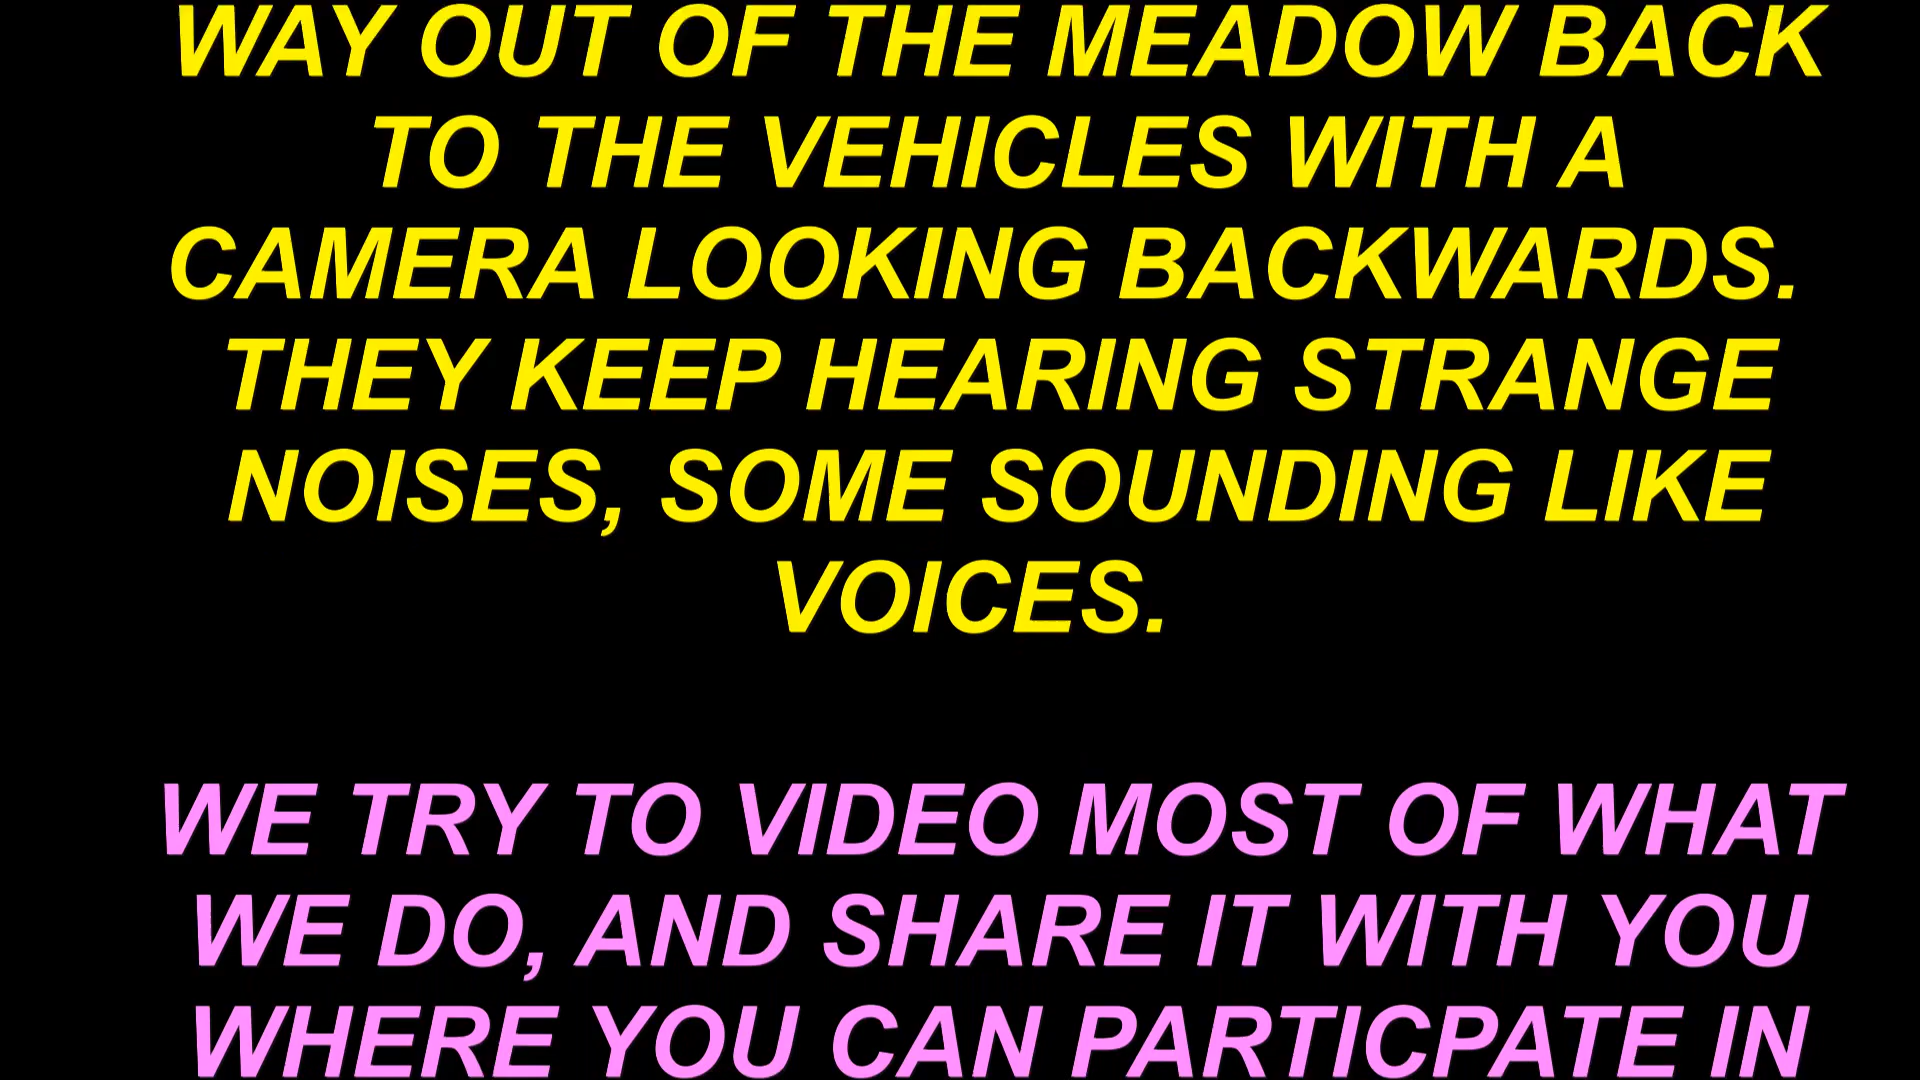 WAY OUT OF THE MEADOW BACK
TO THE VEHICLES WITH A
CAMERA LOOKING BACKWARDS.
THEY KEEP HEARING STRANGE
NOISES, SOME SOUNDING LIKE
VOICES.
WE TRY TO VIDEO MOST OF WHAT
WE DO, AND SHARE IT WITH YOU
WHERE YOU CAN PARTICPATE IN